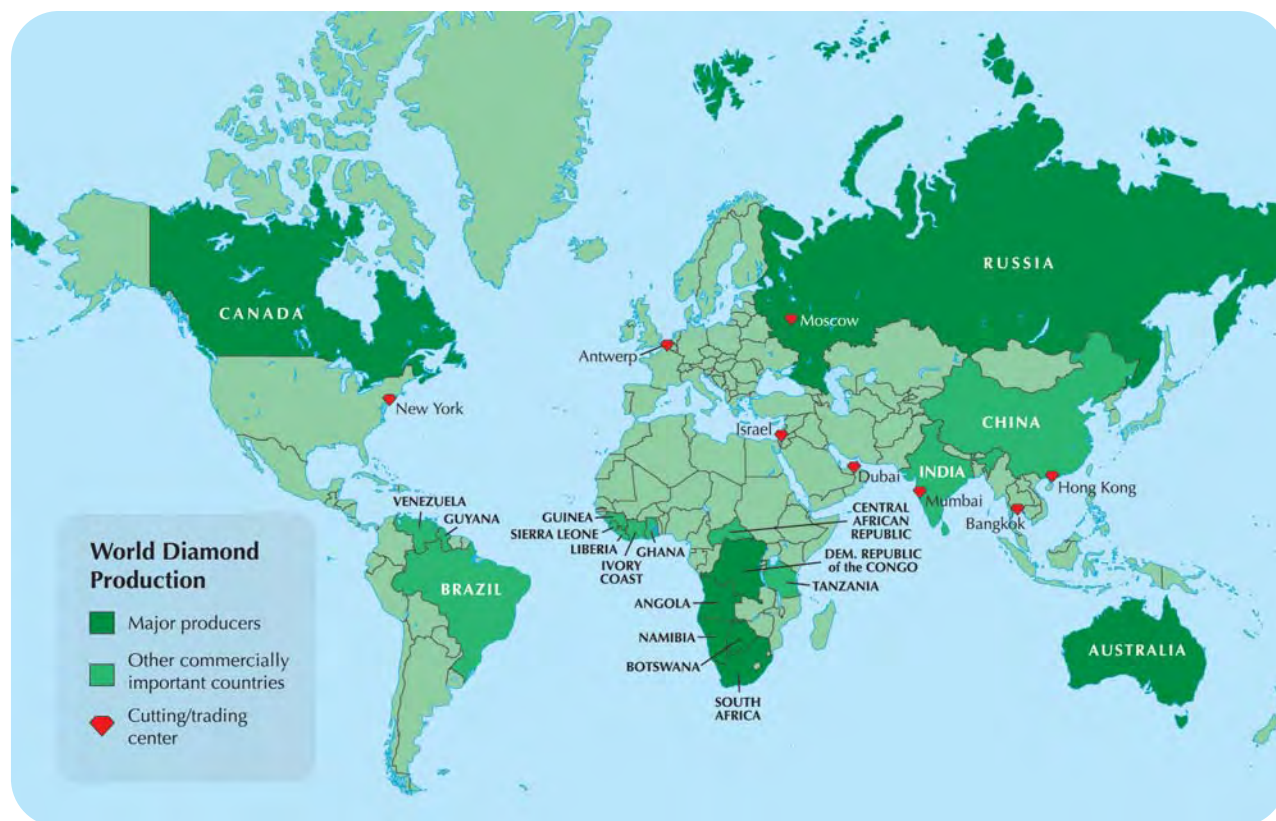 RUSSIA
CANADA
Moscow
Antwerp
New York
Israel
CHINA
INDIA
Dubai
Mumbai
Hong Kong
Bangkok
VENEZUELA
GUYANA
BRAZIL
GUINEA
SIERRA LEONE
LIBERIA
IVORY
COAST
GHANA
CENTRAL
AFRICAN
REPUBLIC
DEM. REPUBLIC
of the CONGO
TANZANIA
ANGOLA
NAMIBIA
BOTSWANA
SOUTH
AFRICA
AUSTRALIA
World Diamond
Production
Major producers
Other commercially
important countries
Cutting/trading
center